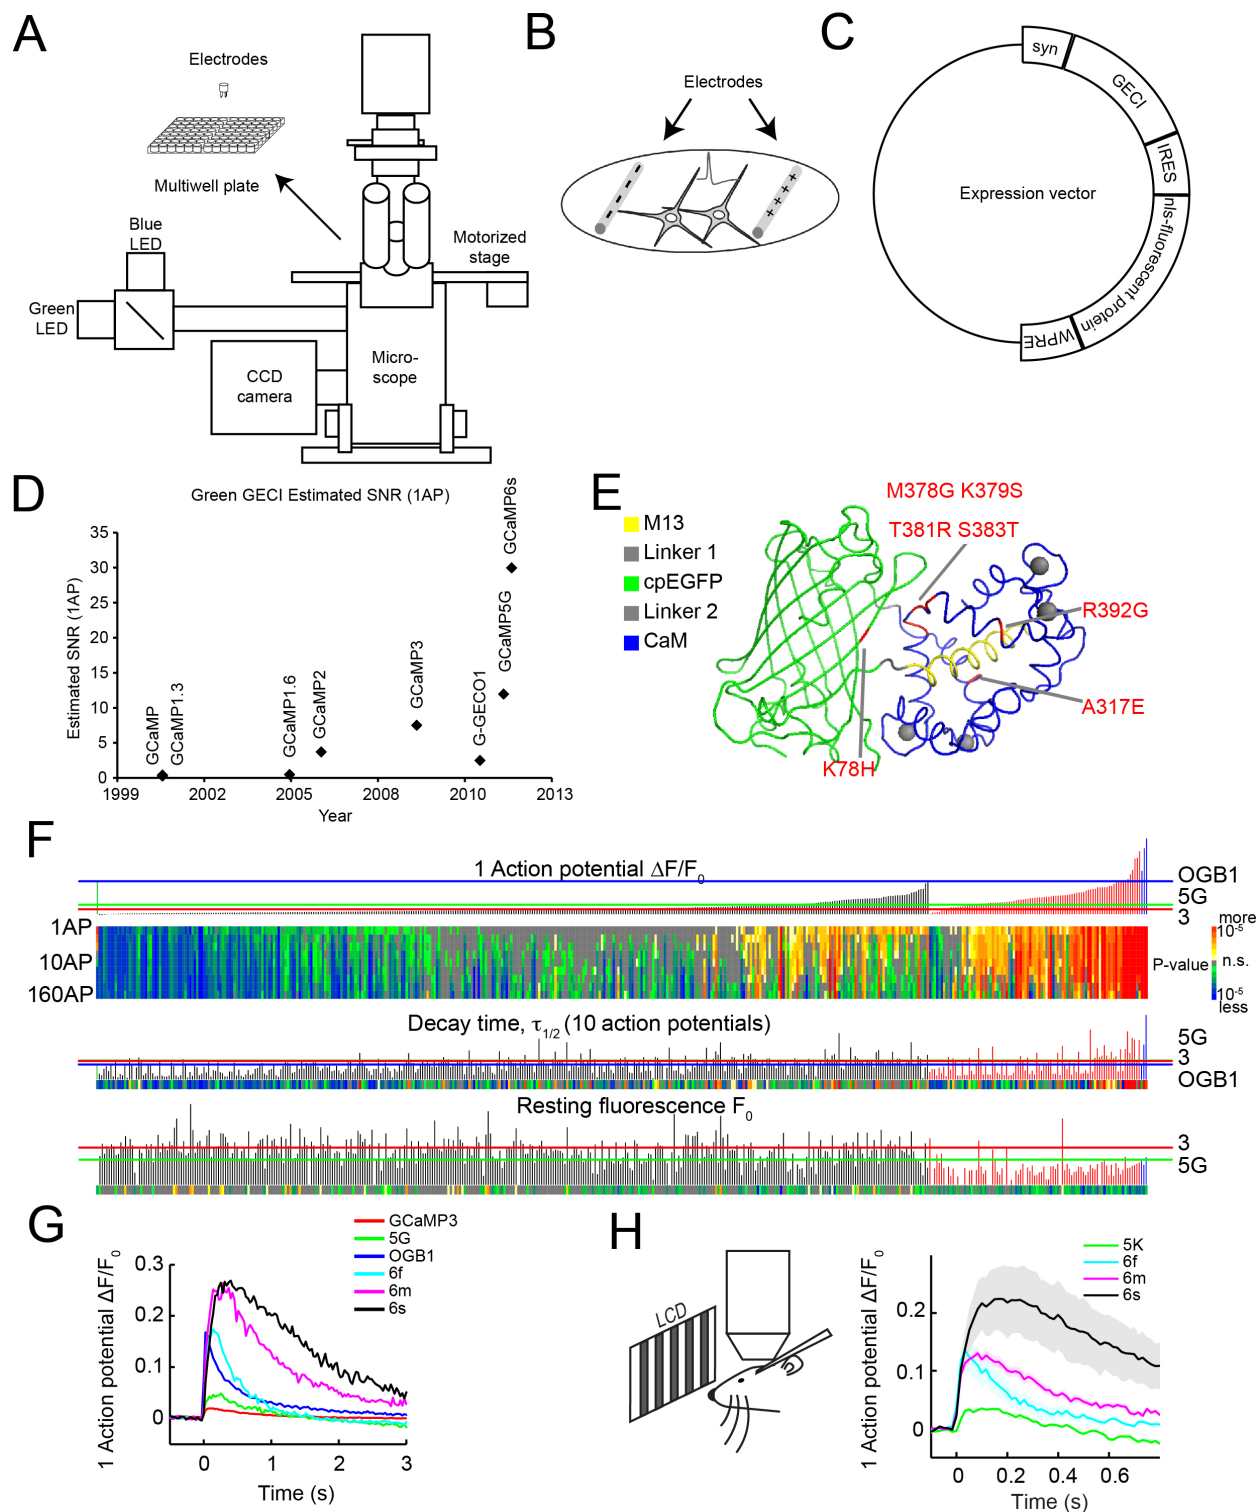 A
Electrodes
Multiwell plate
Blue
LED
Green
LED
Motorized
stage
CCD
camera
Micro-
scope
B
Electrodes
C
syn
GECI
IRES
nls-fluorescent protein
WPRE
Expression vector
D
Green GECI Estimated SNR (1AP)
Estimated SNR (1AP)
35
30
25
20
15
10
5
0
GCaMP
GCaMP1.3
GCaMP1.6
GCaMP2
GCaMP3
G-GECO1
GCaMP5G
GCaMP6s
1999
2002
2005
2008
2010
2013
Year
E
M13
Linker 1
cpEGFP
Linker 2
CaM
M378G K379S
T381R S383T
R392G
A317E
K78H
F
1 Action potential ΔF/F0
OGB1
5G
3
1AP
10AP
160AP
more
10-5
P-value
n.s.
10-5
less
Decay time, τ1/2 (10 action potentials)
5G
3
OGB1
Resting fluorescence F0
3
5G
G
GCaMP3
5G
OGB1
6f
6m
6s
1 Action potential ΔF/F0
0.3
0.2
0.1
0
0
1
2
3
Time (s)
H
LCD
5K
6f
6m
6s
1 Action potential ΔF/F0
0.2
0.1
0
0
0.2
0.4
0.6
Time (s)